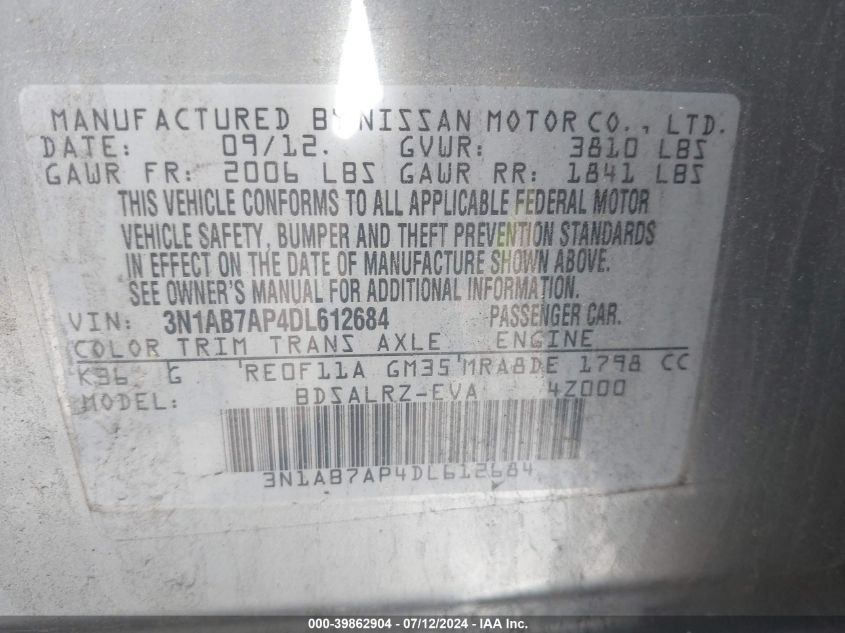 MANUFACTURED BY NISSAN MOTOR CO., LTD.
DATE: 09/12. GVWR: 3810 LBS
GAWR FR: 2006 LBS GAWR RR: 1841 LBS
THIS VEHICLE CONFORMS TO ALL APPLICABLE FEDERAL MOTOR
VEHICLE SAFETY, BUMPER AND THEFT PREVENTION STANDARDS
IN EFFECT ON THE DATE OF MANUFACTURE SHOWN ABOVE.
SEE OWNER'S MANUAL FOR ADDITIONAL INFORMATION.
VIN: 3N1AB7AP4DL612684 PASSENGER CAR.
COLOR TRIM TRANS AXLE ENGINE
K36 G 'RE0F11A GM35'MRA8DE 1798 CC
MODEL: BDSALRZ-EVA 4Z000
3N1AB7AP4DL612684
000-39862904 - 07/12/2024 - IAA Inc.